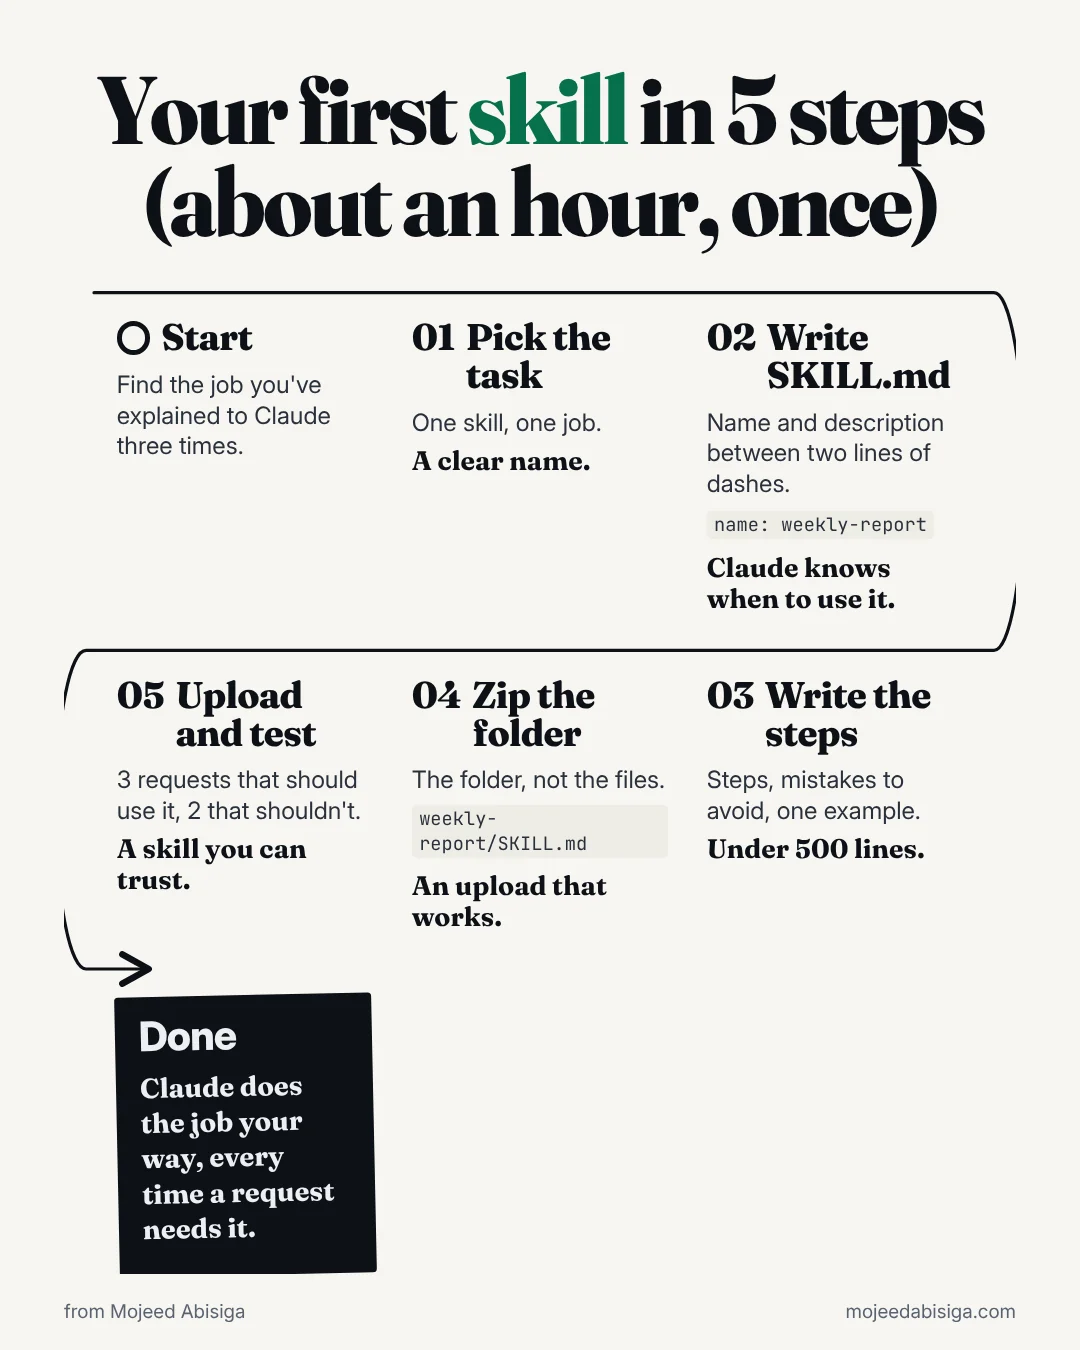 Your first skill in 5 steps
(about an hour, once)
Start
Find the job you've
explained to Claude
three times.
01 Pick the
task
One skill, one job.
A clear name.
02 Write
SKILL.md
Name and description
between two lines of
dashes.
name: weekly-report
Claude knows
when to use it.
03 Write the
steps
Steps, mistakes to
avoid, one example.
Under 500 lines.
04 Zip the
folder
The folder, not the files.
weekly-
report/SKILL.md
An upload that
works.
05 Upload
and test
3 requests that should
use it, 2 that shouldn't.
A skill you can
trust.
Done
Claude does
the job your
way, every
time a request
needs it.
from Mojeed Abisiga
mojeedabisiga.com